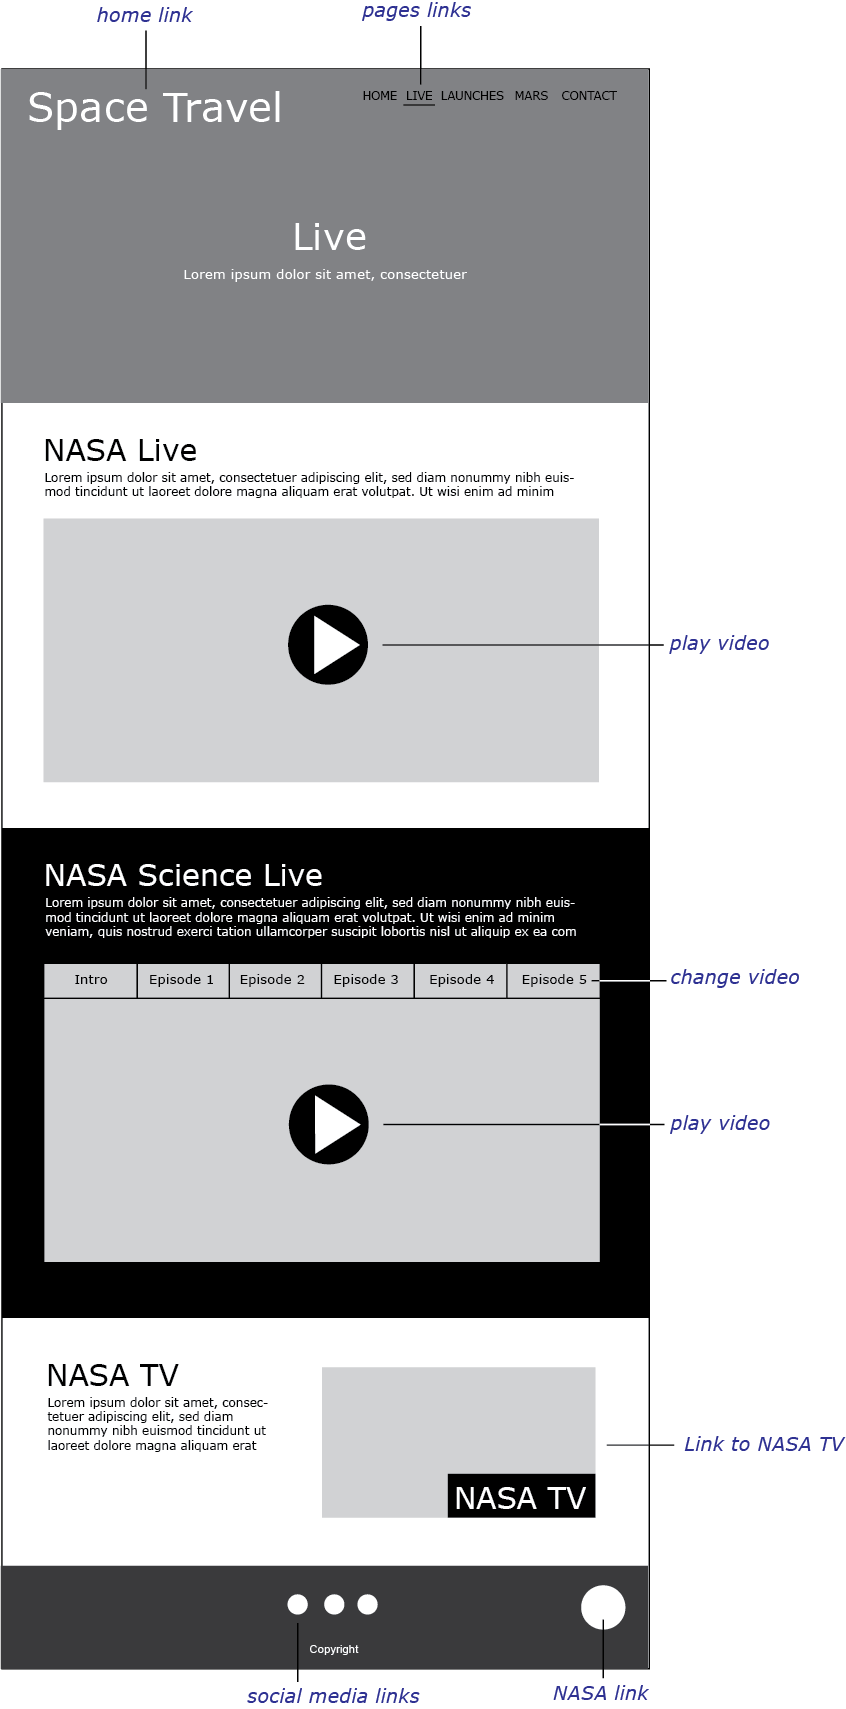 home link
pages links
Space Travel
HOME LIVE LAUNCHES MARS CONTACT
Live
Lorem ipsum dolor sit amet, consectetuer
NASA Live
Lorem ipsum dolor sit amet, consectetuer adipiscing elit, sed diam nonummy nibh euis-
mod tincidunt ut laoreet dolore magna aliquam erat volutpat. Ut wisi enim ad minim
play video
NASA Science Live
Lorem ipsum dolor sit amet, consectetuer adipiscing elit, sed diam nonummy nibh euis-
mod tincidunt ut laoreet dolore magna aliquam erat volutpat. Ut wisi enim ad minim
veniam, quis nostrud exerci tation ullamcorper suscipit lobortis nisl ut aliquip ex ea com
Intro Episode 1 Episode 2 Episode 3 Episode 4 Episode 5
change video
play video
NASA TV
Lorem ipsum dolor sit amet, consec-
tetuer adipiscing elit, sed diam
nonummy nibh euismod tincidunt ut
laoreet dolore magna aliquam erat
Link to NASA TV
NASA TV
Copyright
social media links
NASA link